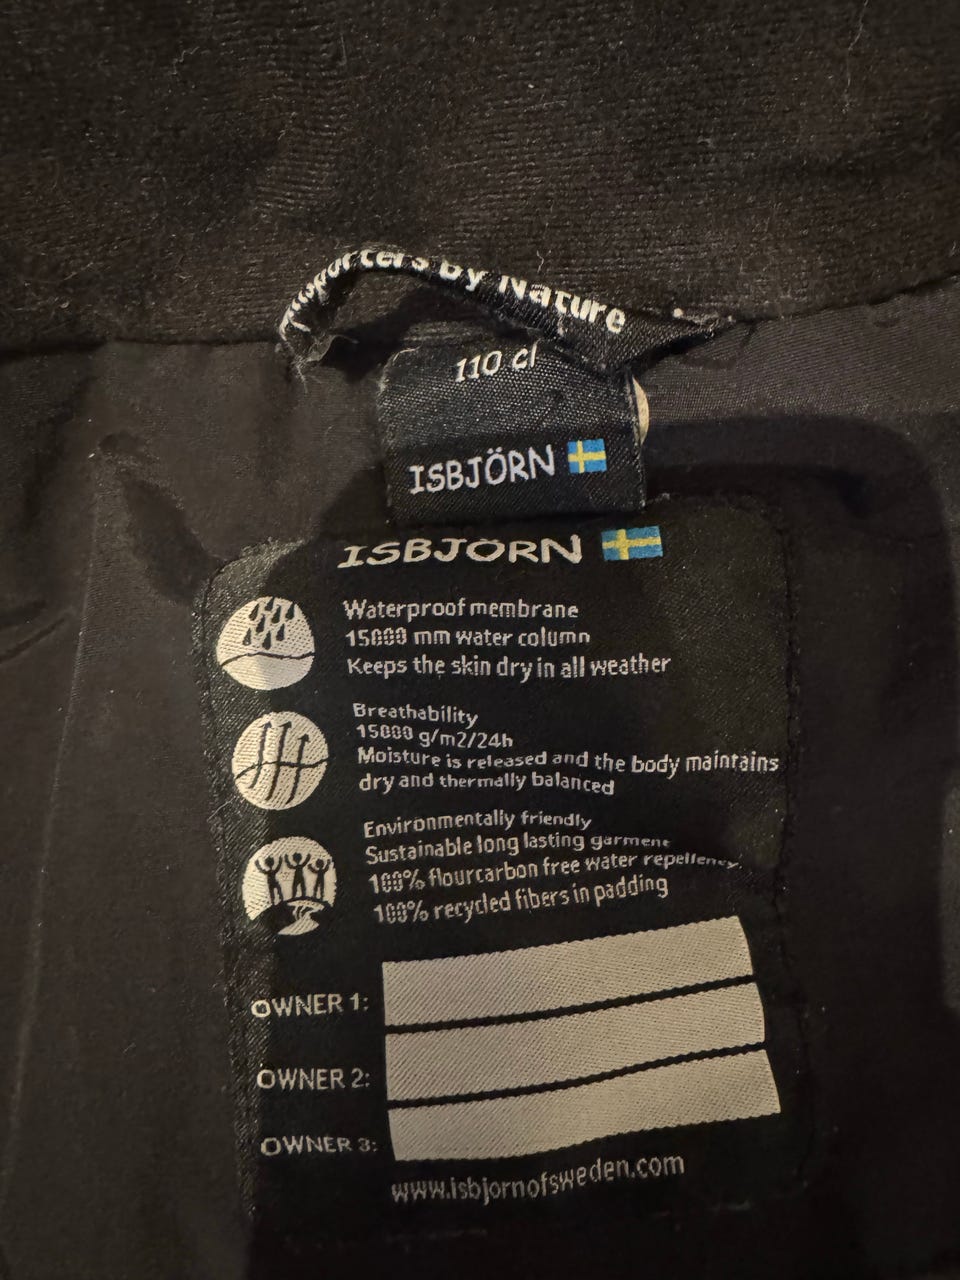 by Nature
110 cl
ISBJÖRN
ISBJÖRN
Waterproof membrane
15000 mm water column
Keeps the skin dry in all weather
Breathability
15000 g/m2/24h
Moisture is released and the body maintains
dry and thermally balanced
Environmentally friendly
Sustainable long lasting garment
100% flourcarbon free water repellency.
100% recycled fibers in padding
OWNER 1:
OWNER 2:
OWNER 3:
www.isbjornofsweden.com